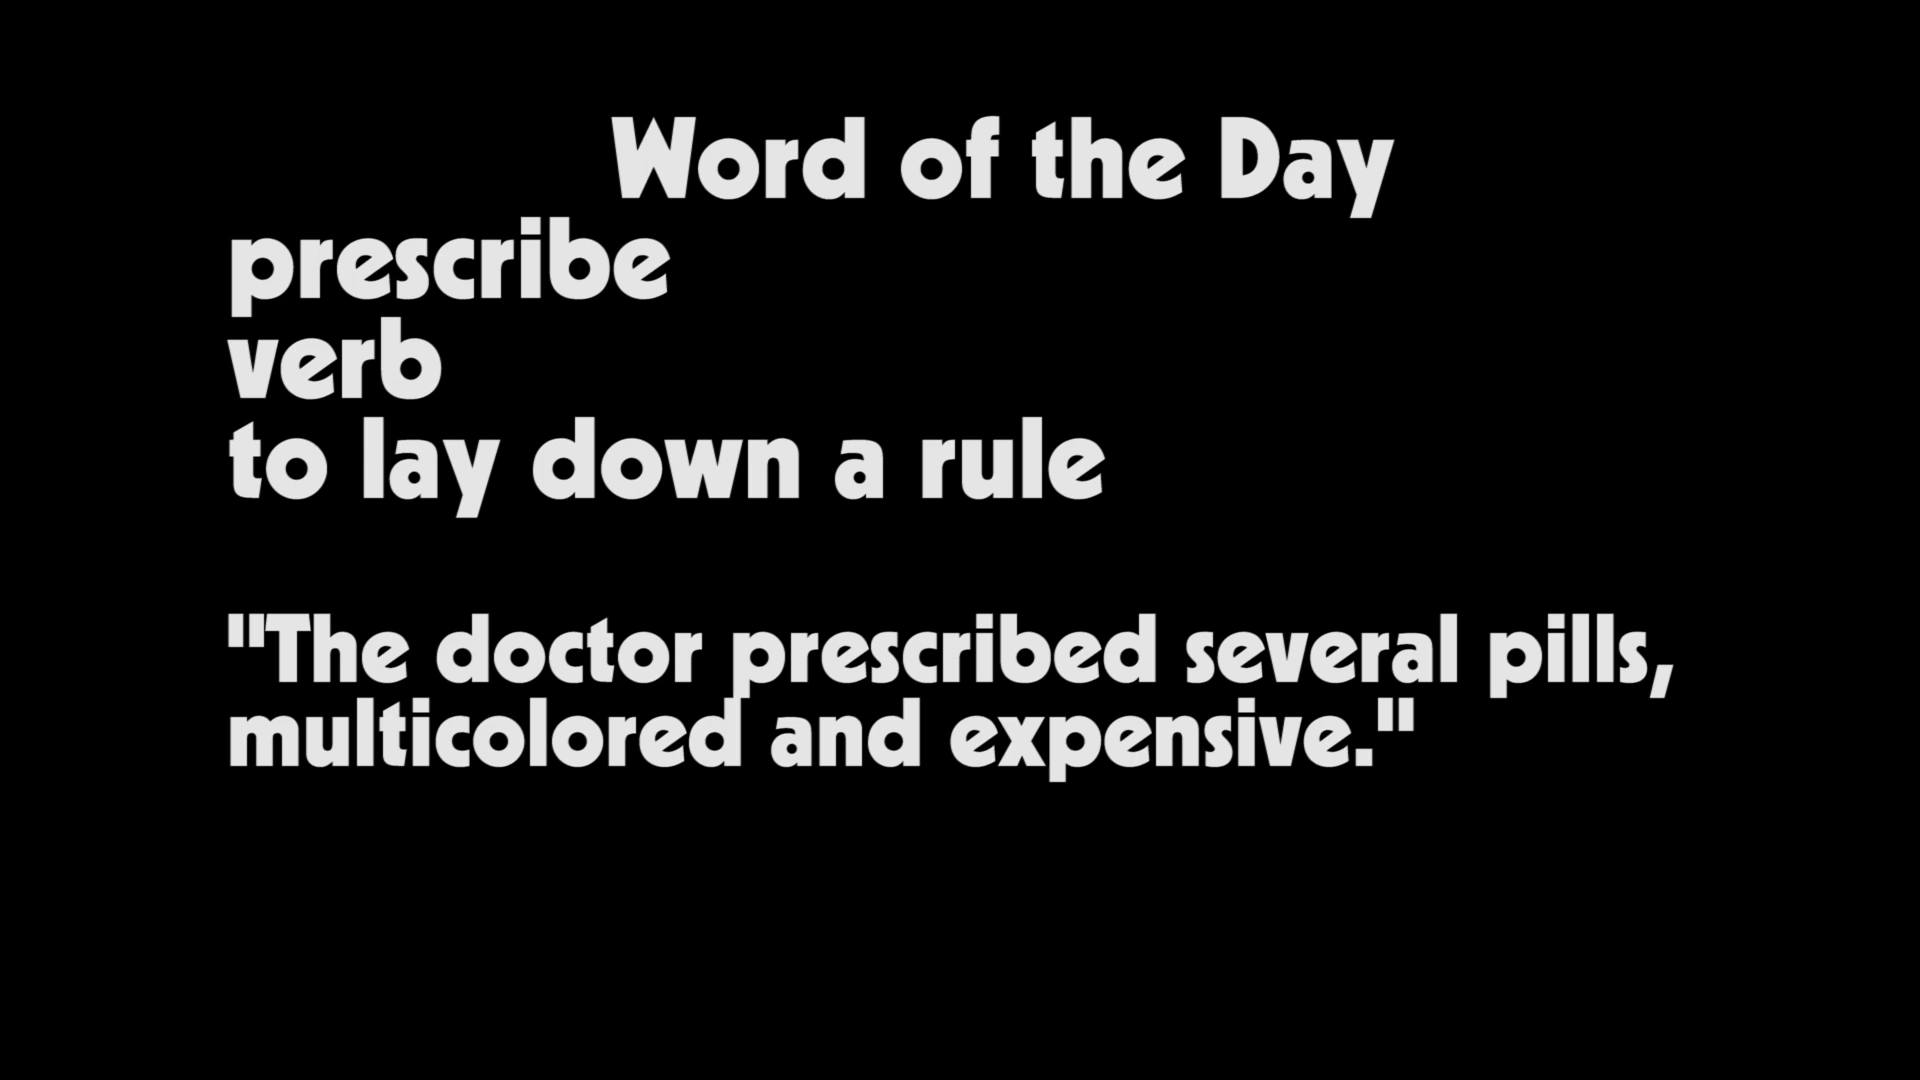 Word of the Day
prescribe
verb
to lay down a rule
"The doctor prescribed several pills,
multicolored and expensive."